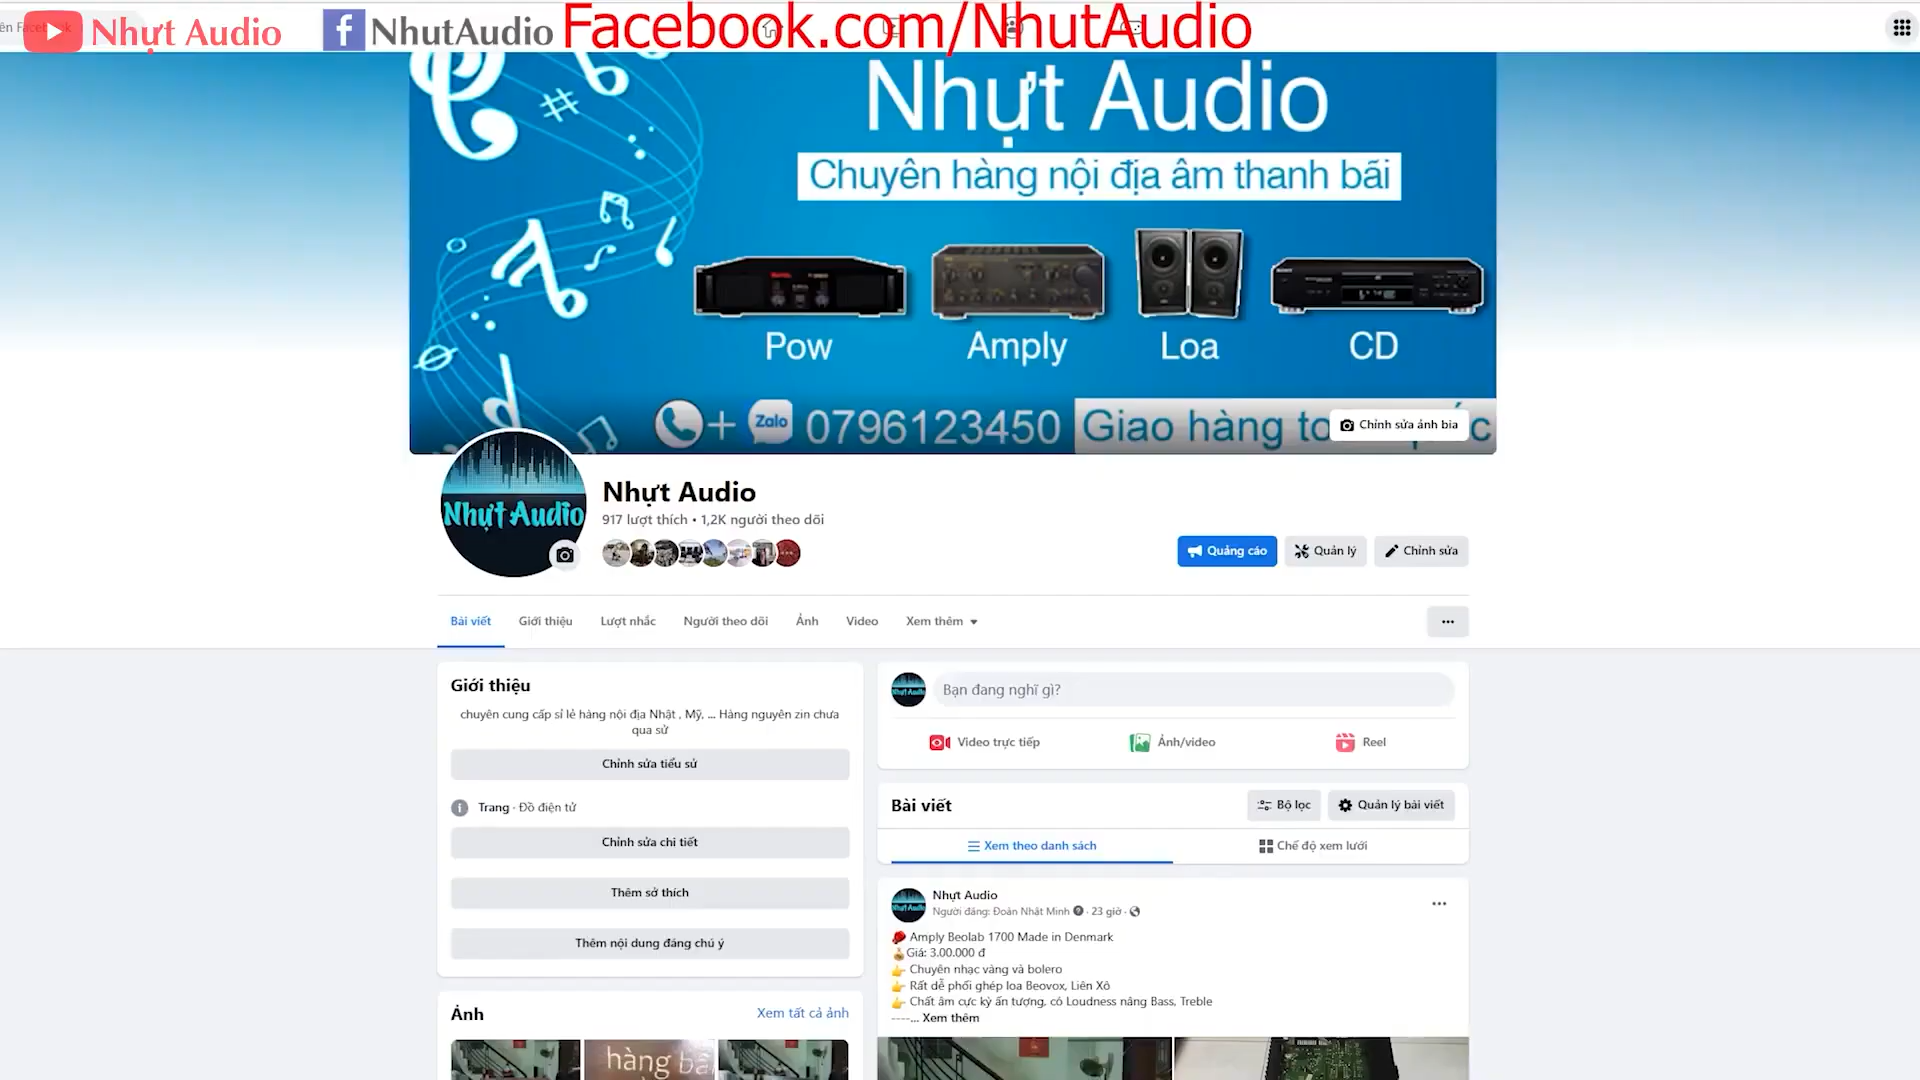 Nhựt Audio
NhutAudio
Facebook.com/NhutAudio
Nhựt Audio
Chuyên hàng nội địa âm thanh bãi
Pow
Amply
Loa
CD
+ Zalo 0796123450
Giao hàng
Chỉnh sửa ảnh bìa
Nhựt Audio
Nhựt Audio
917 lượt thích • 1,2K người theo dõi
Quảng cáo
Quản lý
Chỉnh sửa
Bài viết
Giới thiệu
Lượt nhắc
Người theo dõi
Ảnh
Video
Xem thêm
Giới thiệu
chuyên cung cấp sỉ lẻ hàng nội địa Nhật , Mỹ, ... Hàng nguyên zin chưa
qua sử
Chỉnh sửa tiểu sử
Trang · Đồ điện tử
Chỉnh sửa chi tiết
Thêm sở thích
Thêm nội dung đáng chú ý
Ảnh
Xem tất cả ảnh
hàng
Bạn đang nghĩ gì?
Video trực tiếp
Ảnh/video
Reel
Bài viết
Bộ lọc
Quản lý bài viết
Xem theo danh sách
Chế độ xem lưới
Nhựt Audio
Người đăng: Đoàn Nhật Minh · 23 giờ ·
Amply Beolab 1700 Made in Denmark
Giá: 3.00.000 đ
Chuyên nhạc vàng và bolero
Rất dễ phối ghép loa Beovox, Liên Xô
Chất âm cực kỳ ấn tượng, có Loudness nâng Bass, Treble
----... Xem thêm